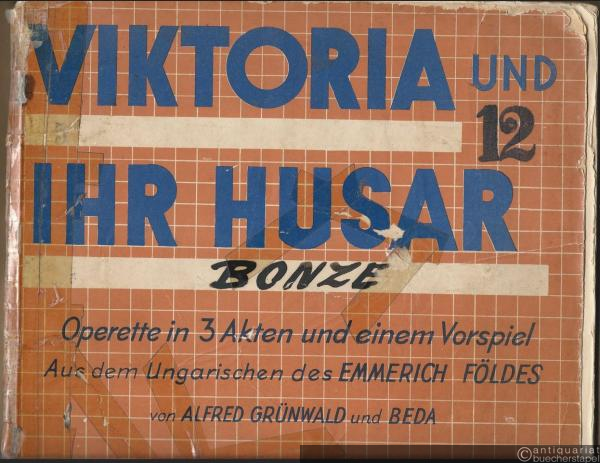 VIKTORIA UND
12
IHR HUSAR
BONZE
Operette in 3 Akten und einem Vorspiel
Aus dem Ungarischen des EMMERICH FÖLDES
von ALFRED GRÜNWALD und BEDA
antiquariat
buecherstapel